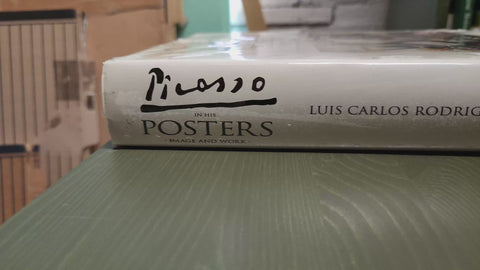 Picasso
IN HIS
POSTERS
· IMAGE AND WORK ·
LUIS CARLOS RODRIG